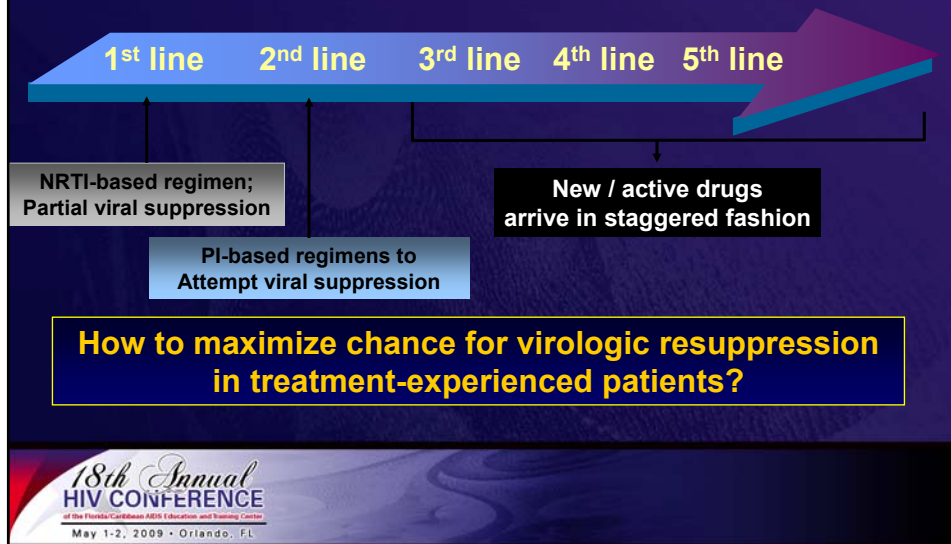 1st line 2nd line 3rd line 4th line 5th line
NRTI-based regimen;
Partial viral suppression
New / active drugs
arrive in staggered fashion
PI-based regimens to
Attempt viral suppression
How to maximize chance for virologic resuppression
in treatment-experienced patients?
18th Annual
HIV CONFERENCE
of the Florida/Caribbean AIDS Education and Training Center
May 1-2, 2009 • Orlando, FL